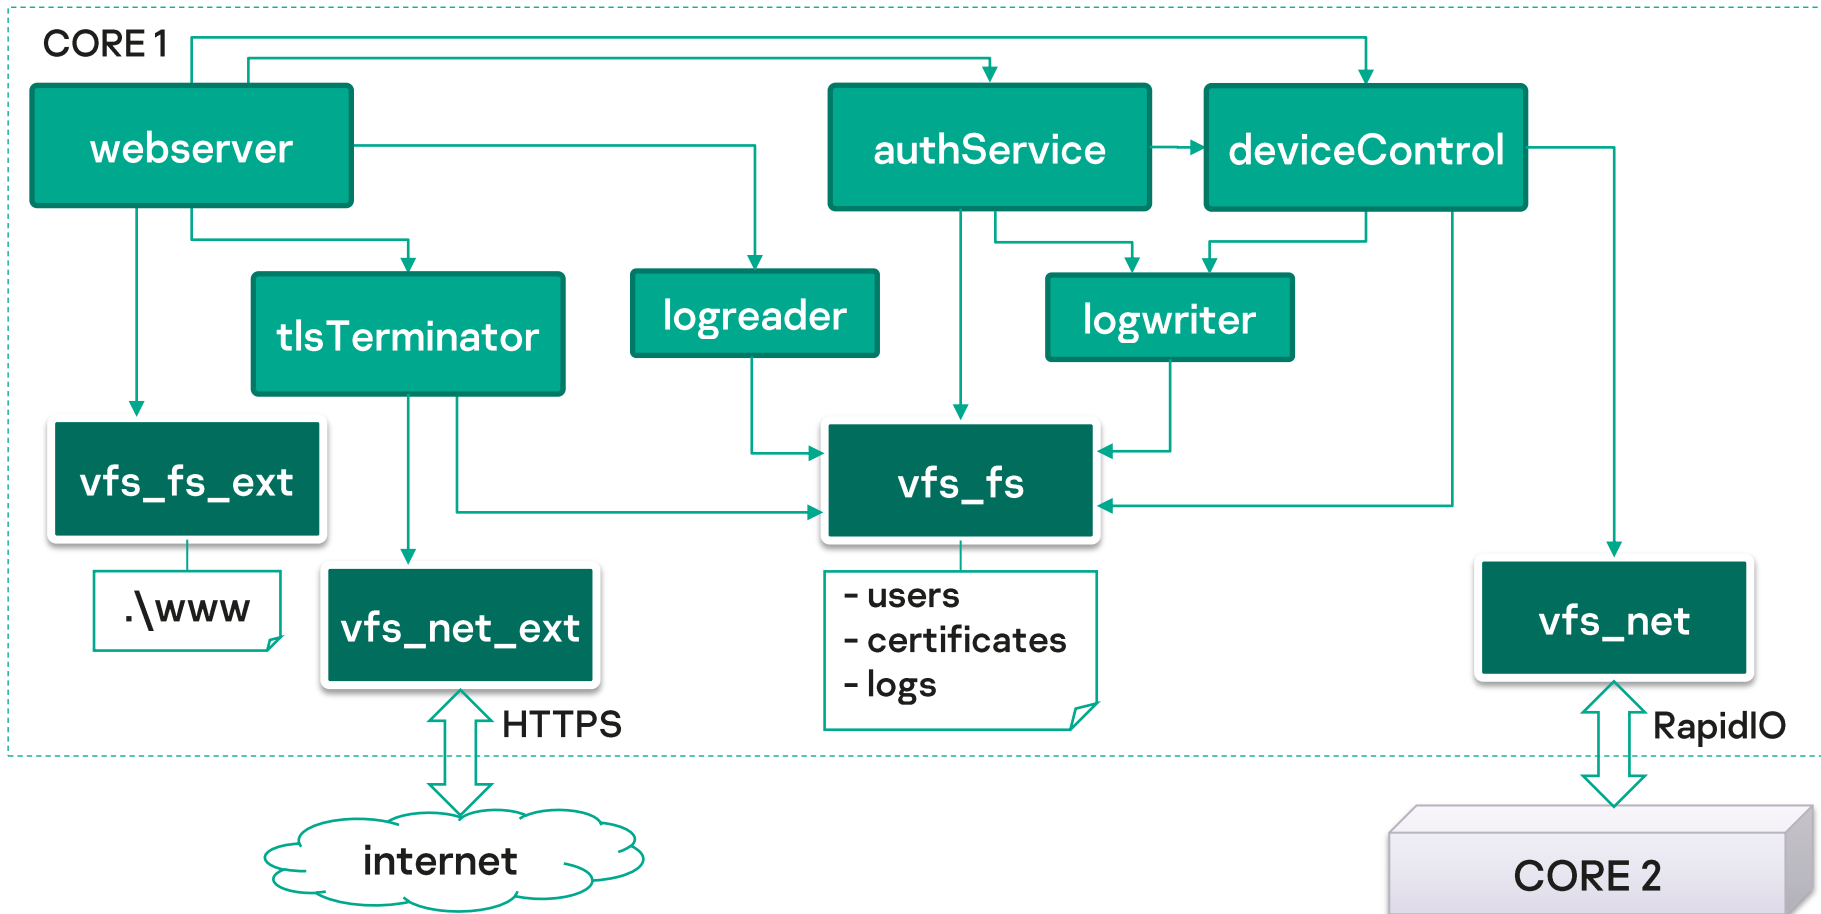 CORE 1
webserver
authService
deviceControl
tlsTerminator
logreader
logwriter
vfs_fs_ext
vfs_fs
.\www
vfs_net_ext
- users
- certificates
- logs
vfs_net
HTTPS
RapidIO
internet
CORE 2